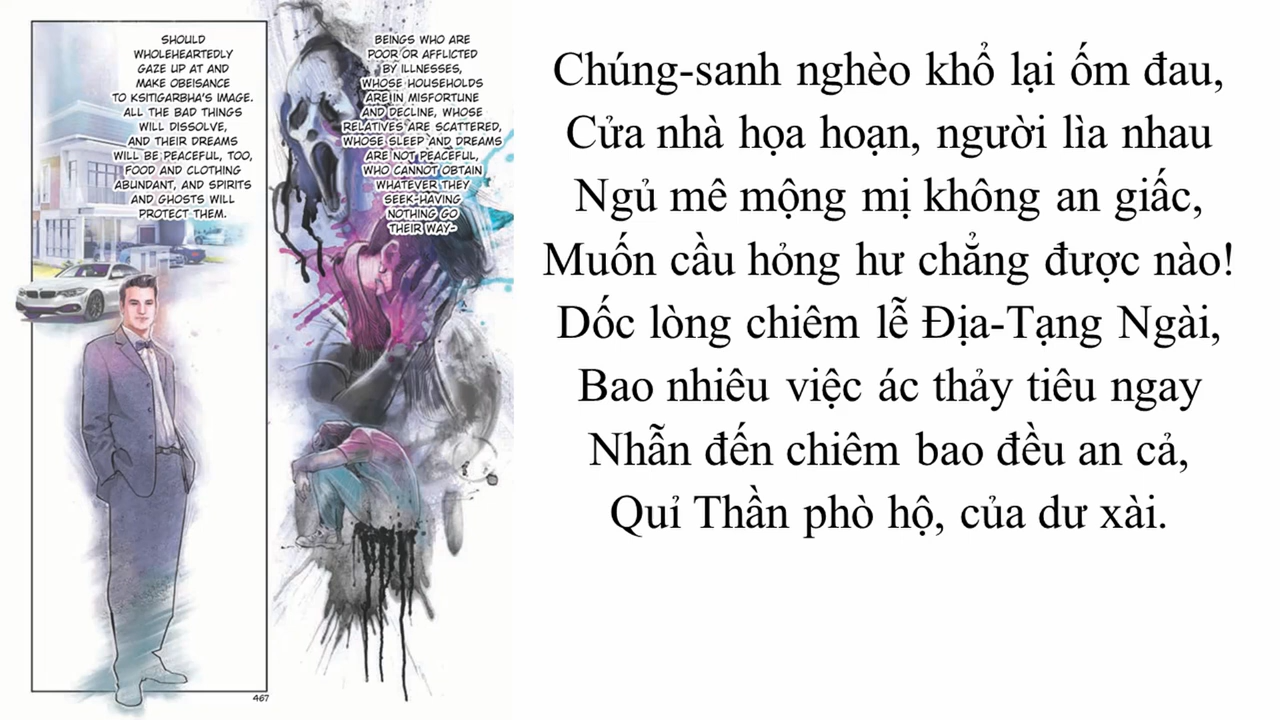 SHOULD
WHOLEHEARTEDLY
GAZE UP AT AND
MAKE OBEISANCE
TO KSITIGARBHA'S IMAGE.
ALL THE BAD THINGS
WILL DISSOLVE,
AND THEIR DREAMS
WILL BE PEACEFUL, TOO,
FOOD AND CLOTHING
ABUNDANT, AND SPIRITS
AND GHOSTS WILL
PROTECT THEM.
467
BEINGS WHO ARE
POOR OR AFFLICTED
BY ILLNESSES,
WHOSE HOUSEHOLDS
ARE IN MISFORTUNE
AND DECLINE, WHOSE
RELATIVES ARE SCATTERED,
WHOSE SLEEP AND DREAMS
ARE NOT PEACEFUL,
WHO CANNOT OBTAIN
WHATEVER THEY
SEEK-HAVING
NOTHING GO
THEIR WAY-
Chúng-sanh nghèo khổ lại ốm đau,
Cửa nhà họa hoạn, người lìa nhau
Ngủ mê mộng mị không an giấc,
Muốn cầu hỏng hư chẳng được nào!
Dốc lòng chiêm lễ Địa-Tạng Ngài,
Bao nhiêu việc ác thảy tiêu ngay
Nhẫn đến chiêm bao đều an cả,
Quỉ Thần phò hộ, của dư xài.